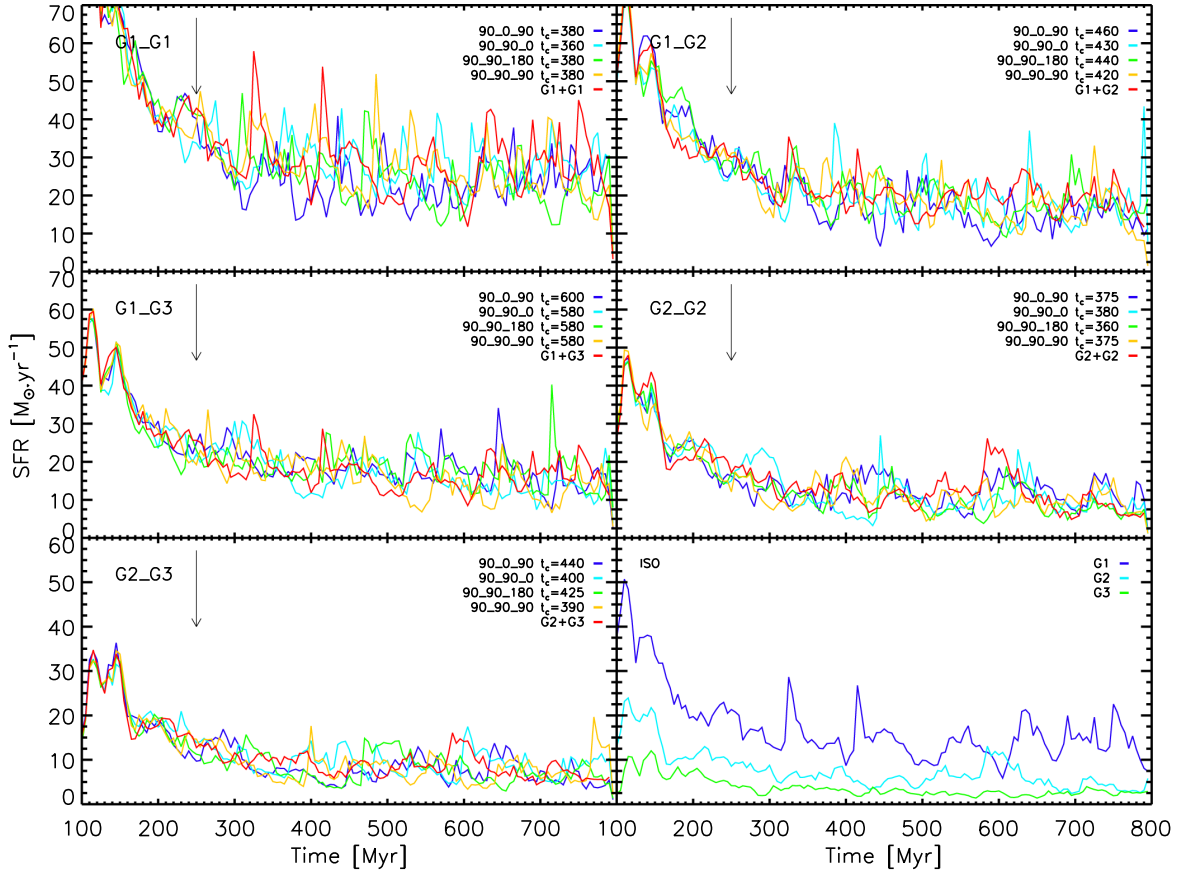 G1_G1
90_0_90 t_c=380
90_90_0 t_c=360
90_90_180 t_c=380
90_90_90 t_c=380
G1+G1
70
60
50
40
30
20
10
0
G1_G2
90_0_90 t_c=460
90_90_0 t_c=430
90_90_180 t_c=440
90_90_90 t_c=420
G1+G2
G1_G3
90_0_90 t_c=600
90_90_0 t_c=580
90_90_180 t_c=580
90_90_90 t_c=580
G1+G3
70
60
50
40
30
20
10
0
SFR [M⊙.yr⁻¹]
G2_G2
90_0_90 t_c=375
90_90_0 t_c=380
90_90_180 t_c=360
90_90_90 t_c=375
G2+G2
G2_G3
90_0_90 t_c=440
90_90_0 t_c=400
90_90_180 t_c=425
90_90_90 t_c=390
G2+G3
60
50
40
30
20
10
0
100 200 300 400 500 600 700
Time [Myr]
ISO
G1
G2
G3
100 200 300 400 500 600 700 800
Time [Myr]